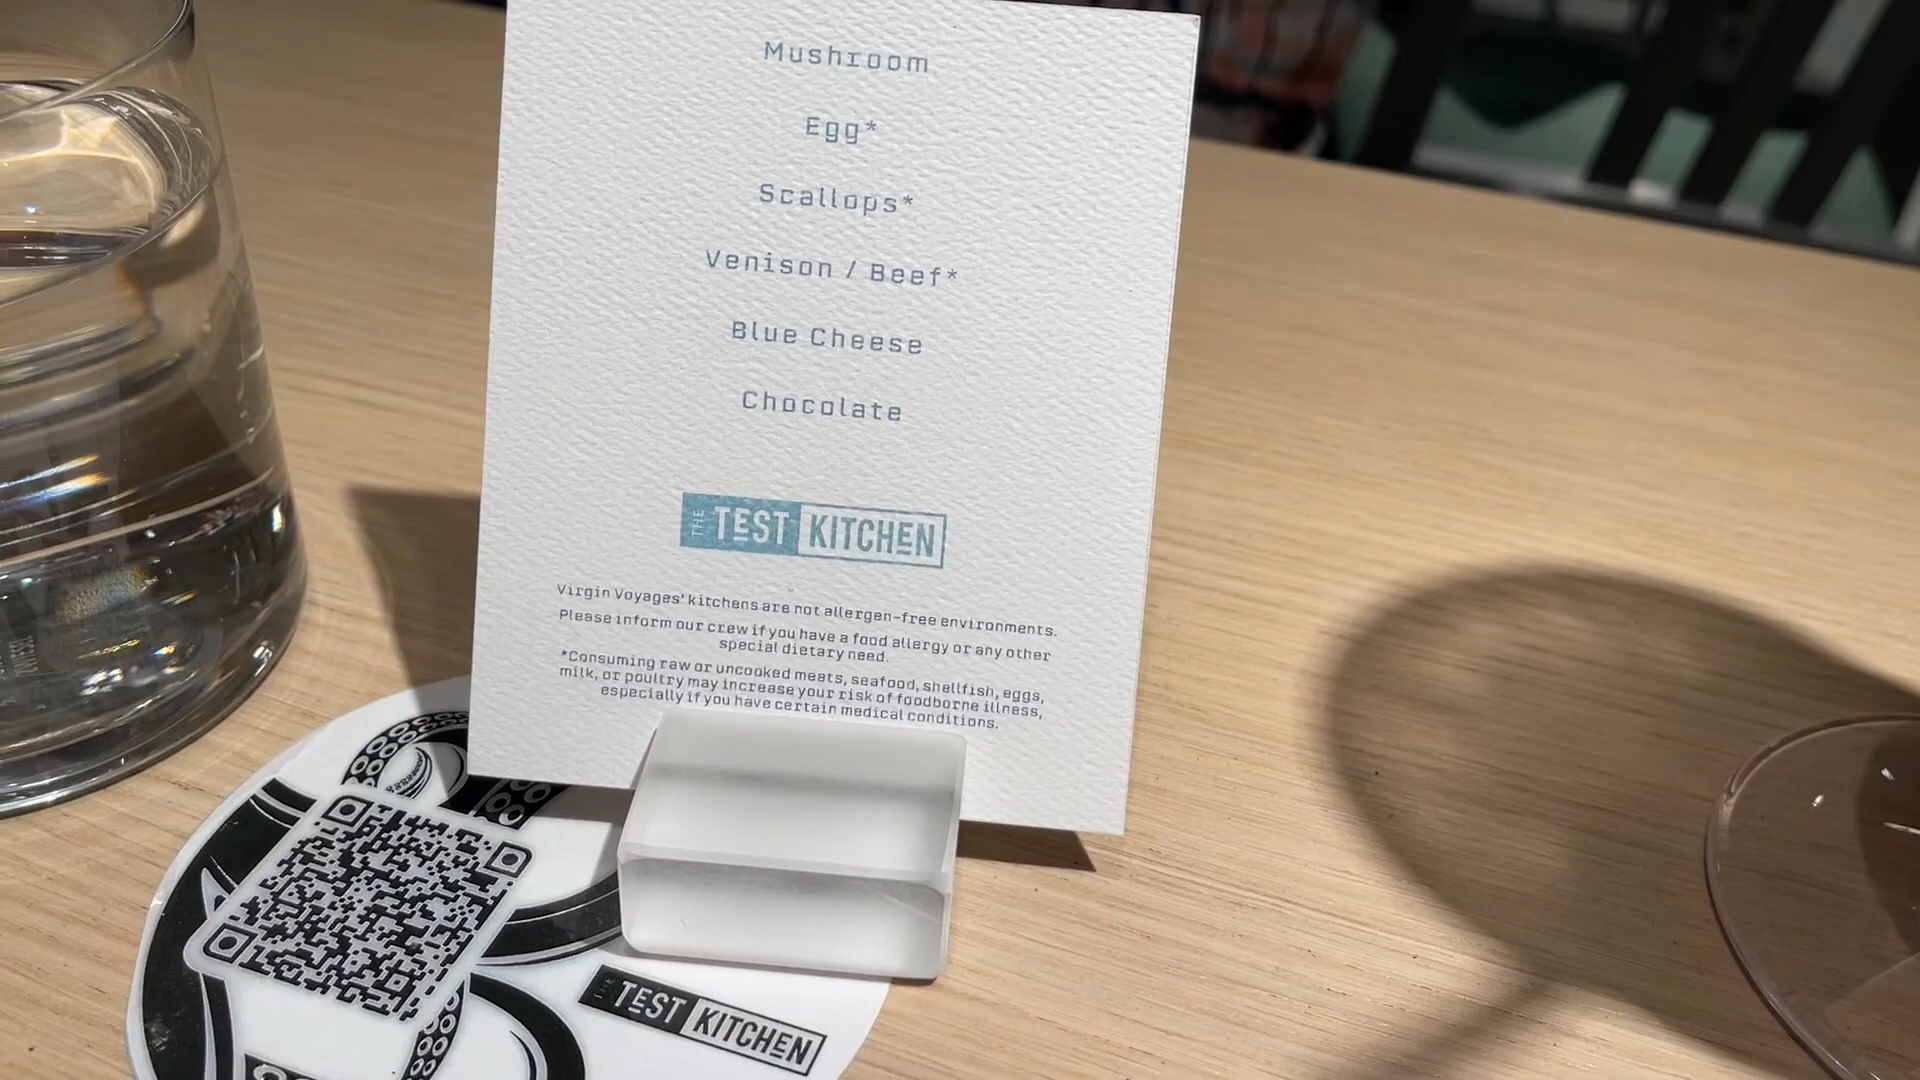 Mushroom
Egg*
Scallops*
Venison / Beef*
Blue Cheese
Chocolate
THE TEST KITCHEN
Virgin Voyages' kitchens are not allergen-free environments.
Please inform our crew if you have a food allergy or any other
special dietary need.
*Consuming raw or uncooked meats, seafood, shellfish, eggs,
milk, or poultry may increase your risk of foodborne illness,
especially if you have certain medical conditions.
THE TEST KITCHEN